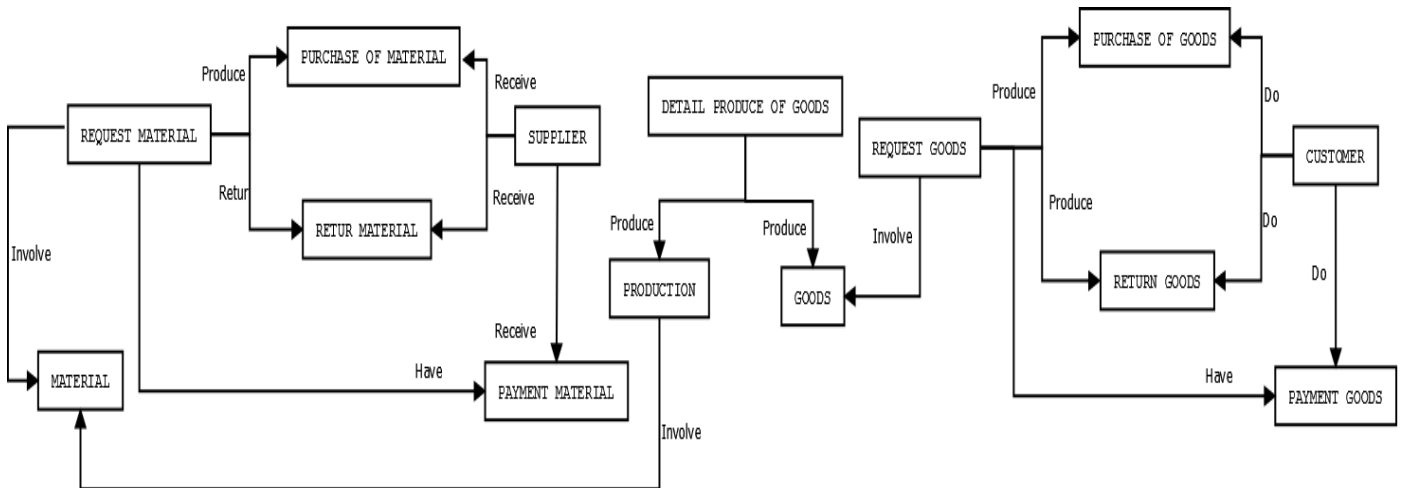 PURCHASE OF MATERIAL
PURCHASE OF GOODS
Produce
Receive
DETAIL PRODUCE OF GOODS
Produce
Do
REQUEST MATERIAL
SUPPLIER
REQUEST GOODS
CUSTOMER
Retur
Receive
Produce
RETUR MATERIAL
Produce
Produce
Involve
Do
Involve
PRODUCTION
GOODS
RETURN GOODS
Do
Receive
MATERIAL
Have
PAYMENT MATERIAL
Have
PAYMENT GOODS
Involve